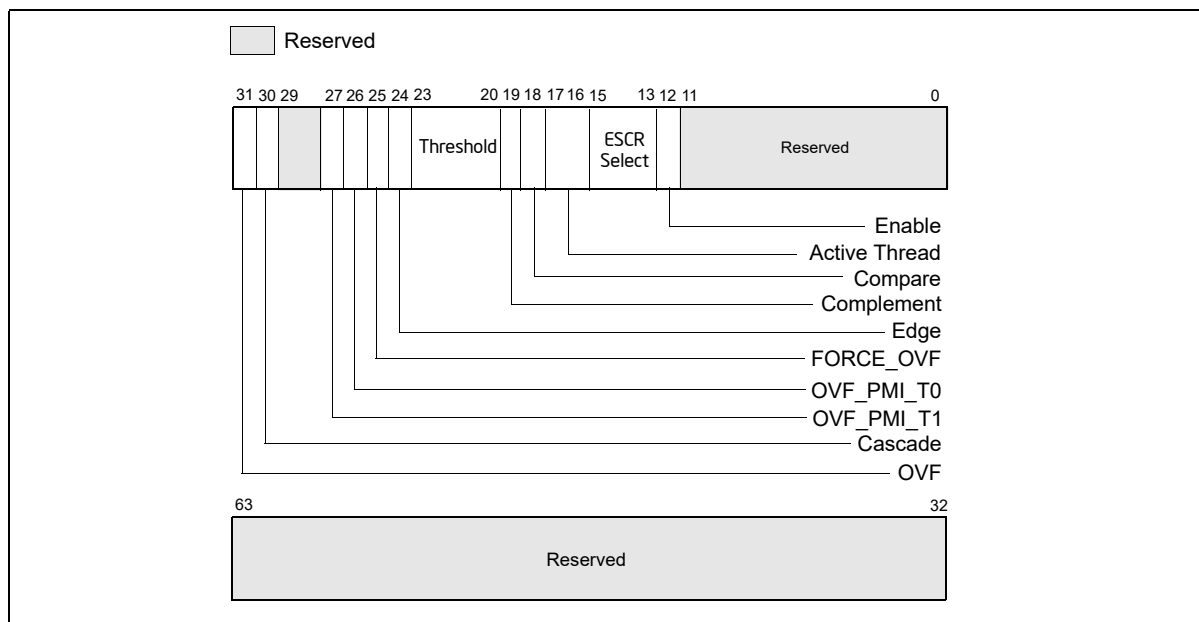 Reserved
31 30 29 27 26 25 24 23 20 19 18 17 16 15 13 12 11 0
Threshold
ESCR
Select
Reserved
Enable
Active Thread
Compare
Complement
Edge
FORCE_OVF
OVF_PMI_T0
OVF_PMI_T1
Cascade
OVF
63 32
Reserved